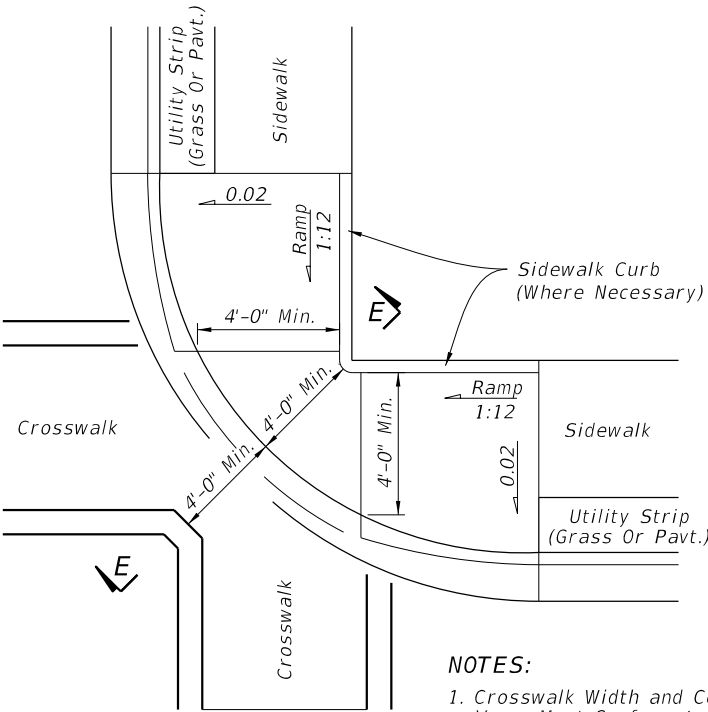 Utility Strip
(Grass Or Pavt.)
Sidewalk
0.02
Ramp
1:12
Sidewalk Curb
(Where Necessary)
E
4'-0" Min.
4'-0" Min.
Ramp
1:12
Crosswalk
4'-0" Min.
4'-0" Min.
0.02
Sidewalk
Utility Strip
(Grass Or Pavt.)
E
Crosswalk
NOTES:
1. Crosswalk Width and